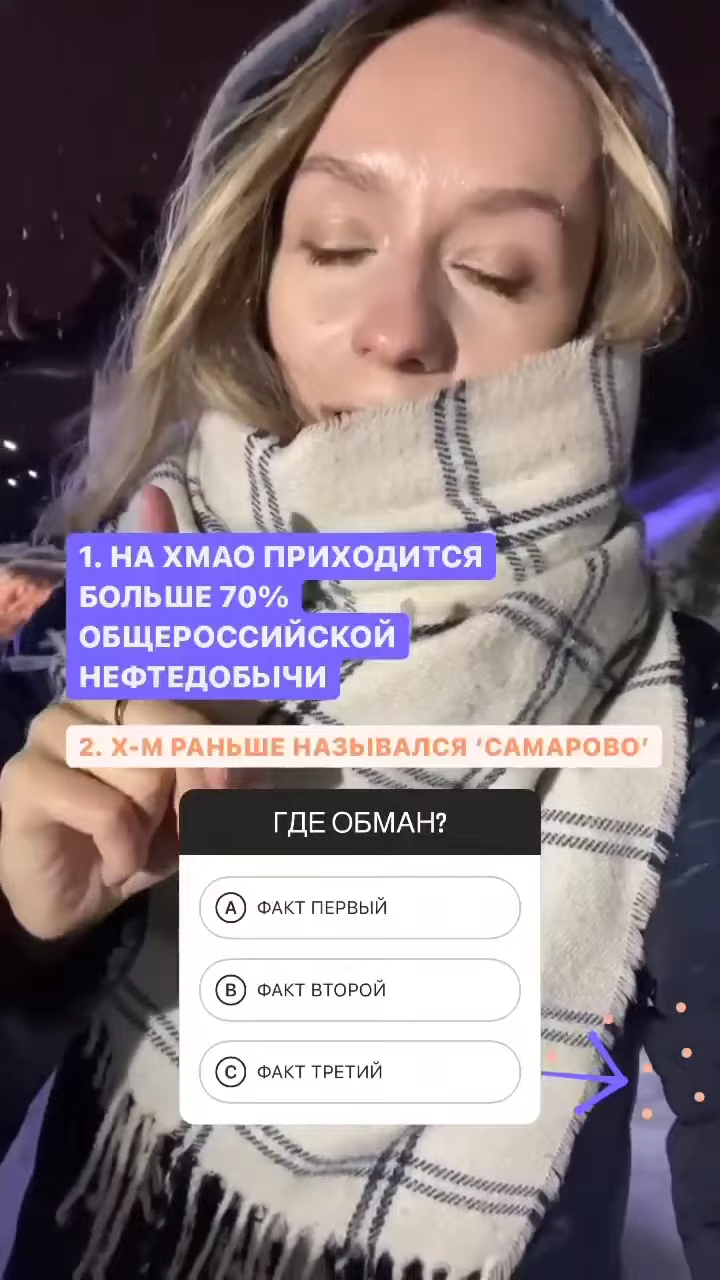 1. НА ХМАО ПРИХОДИТСЯ
БОЛЬШЕ 70%
ОБЩЕРОССИЙСКОЙ
НЕФТЕДОБЫЧИ
2. Х-М РАНЬШЕ НАЗЫВАЛСЯ ‘САМАРОВО’
ГДЕ ОБМАН?
A ФАКТ ПЕРВЫЙ
B ФАКТ ВТОРОЙ
C ФАКТ ТРЕТИЙ